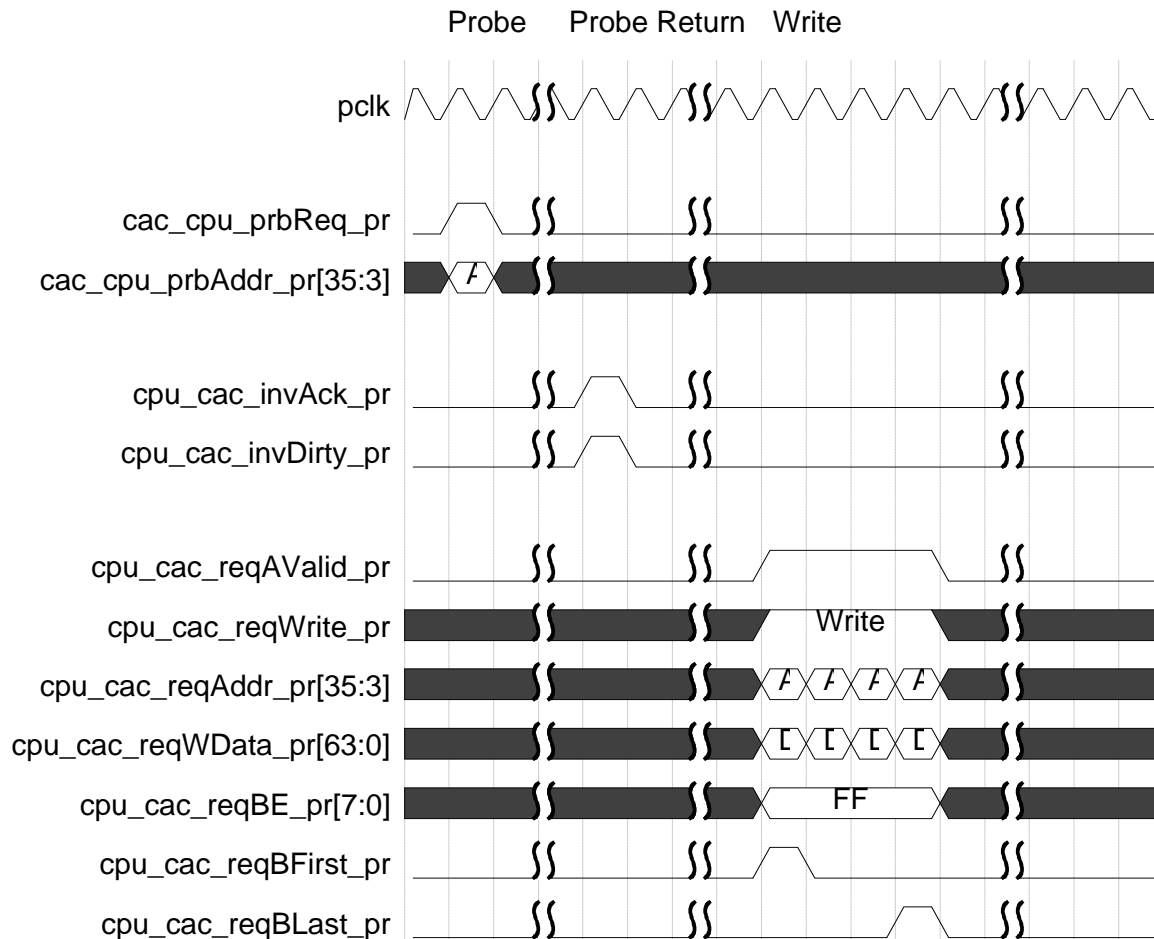 Probe Probe Return Write
pclk
cac_cpu_prbReq_pr
cac_cpu_prbAddr_pr[35:3]
cpu_cac_invAck_pr
cpu_cac_invDirty_pr
cpu_cac_reqAValid_pr
cpu_cac_reqWrite_pr Write
cpu_cac_reqAddr_pr[35:3]
cpu_cac_reqWData_pr[63:0]
cpu_cac_reqBE_pr[7:0] FF
cpu_cac_reqBFirst_pr
cpu_cac_reqBLast_pr